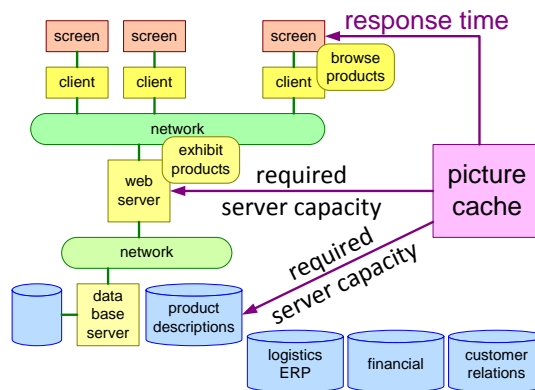 response time
screen
screen
screen
client
client
client
browse
products
network
exhibit
products
web
server
required
server capacity
picture
cache
network
required
server capacity
data
base
server
product
descriptions
logistics
ERP
financial
customer
relations